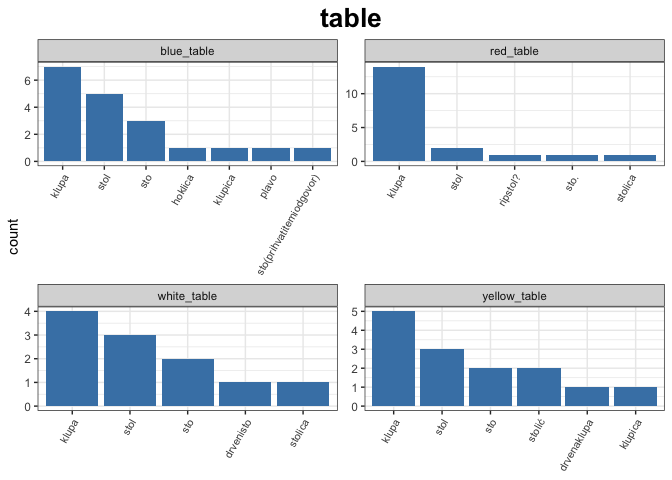 table
blue_table
red_table
6
4
2
0
10
5
0
klupa
stol
sto
hoklica
klupica
plavo
sto(prihvatitemiodgovor)
klupa
stol
ripstol?
sto.
stolica
count
white_table
yellow_table
4
3
2
1
0
5
4
3
2
1
0
klupa
stol
sto
drvenisto
stolica
klupa
stol
sto
stolić
drvenaklupa
klupica